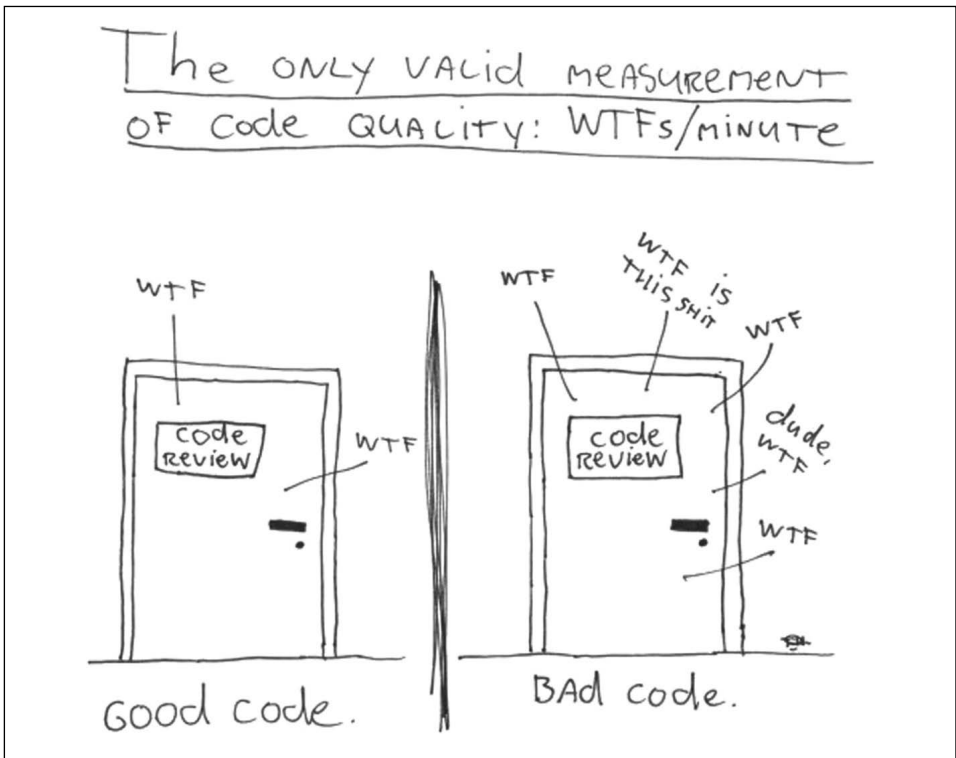 The ONLY VALid MEASUREMENT
OF Code QUALITY: WTFs/MINUTE
WTF
code
REVIEW
WTF
GOOD code.
WTF
WTF is
THIS SHIT
WTF
code
REVIEW
dude,
WTF
WTF
BAd code.